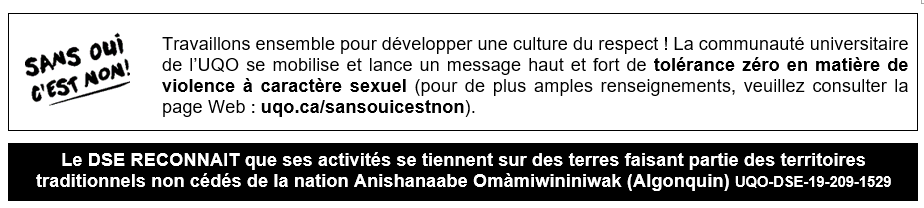 SANS OUI
C'EST NON!
Travaillons ensemble pour développer une culture du respect ! La communauté universitaire
de l'UQO se mobilise et lance un message haut et fort de tolérance zéro en matière de
violence à caractère sexuel (pour de plus amples renseignements, veuillez consulter la
page Web : uqo.ca/sansouicestnon).
Le DSE RECONNAIT que ses activités se tiennent sur des terres faisant partie des territoires
traditionnels non cédés de la nation Anishanaabe Omàmiwininiwak (Algonquin) UQO-DSE-19-209-1529